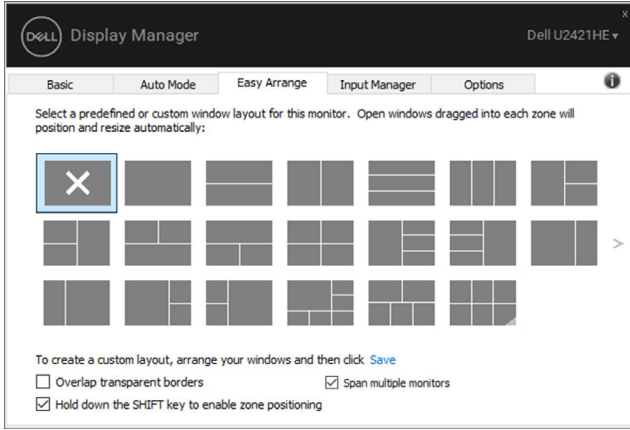 x
DELL Display Manager Dell U2421HE
Basic Auto Mode Easy Arrange Input Manager Options i
Select a predefined or custom window layout for this monitor. Open windows dragged into each zone will
position and resize automatically:
>
To create a custom layout, arrange your windows and then click Save
Overlap transparent borders Span multiple monitors
Hold down the SHIFT key to enable zone positioning